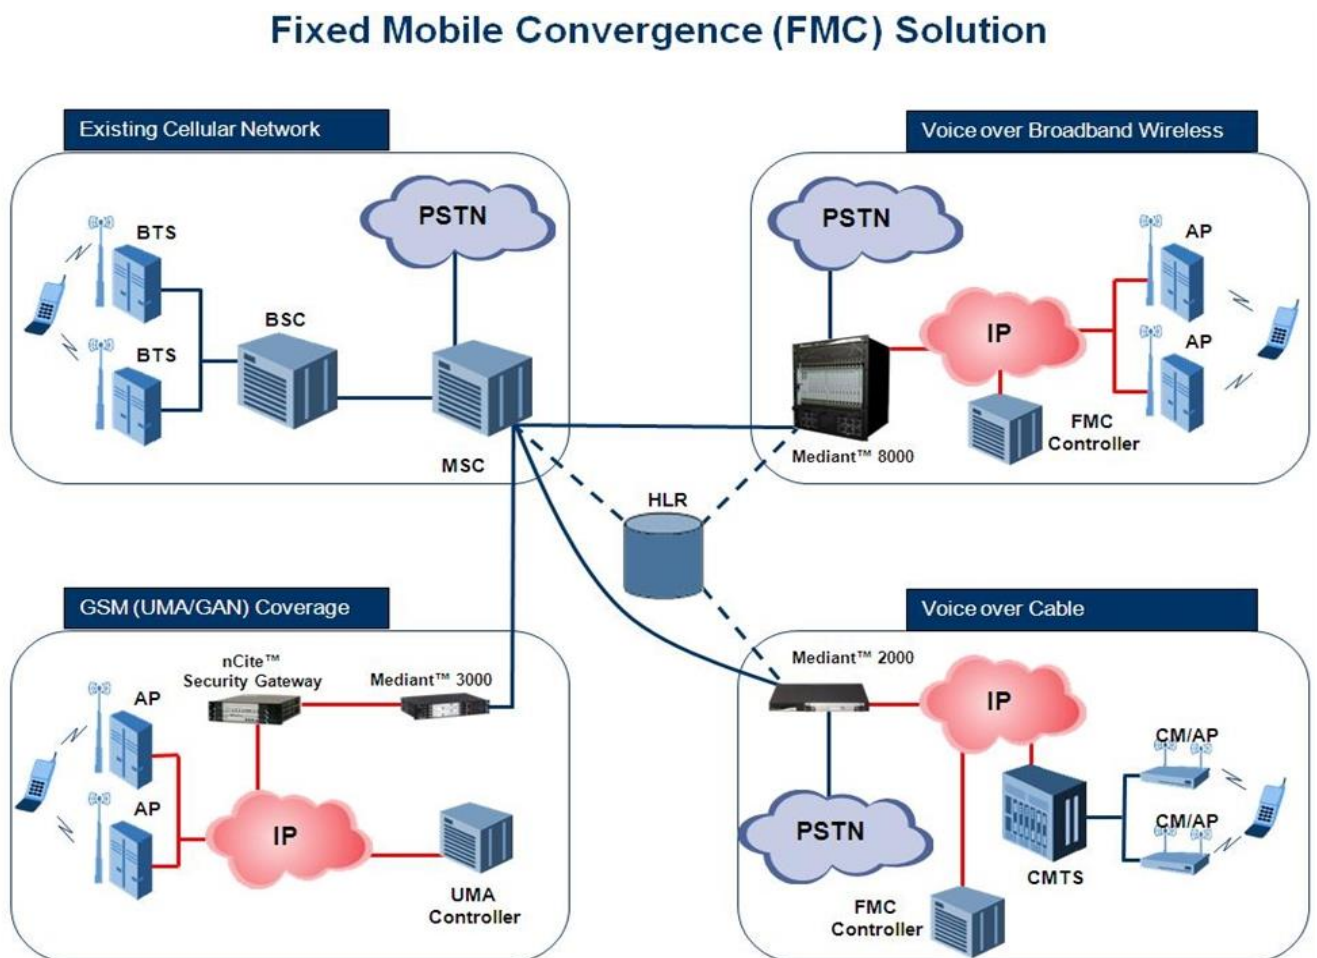 Fixed Mobile Convergence (FMC) Solution
Existing Cellular Network
PSTN
BTS
BTS
BSC
MSC
Voice over Broadband Wireless
PSTN
IP
AP
AP
FMC
Controller
Mediant™ 8000
HLR
GSM (UMA/GAN) Coverage
nCite™
Security Gateway
Mediant™ 3000
AP
AP
IP
UMA
Controller
Voice over Cable
Mediant™ 2000
IP
CM/AP
CM/AP
PSTN
CMTS
FMC
Controller